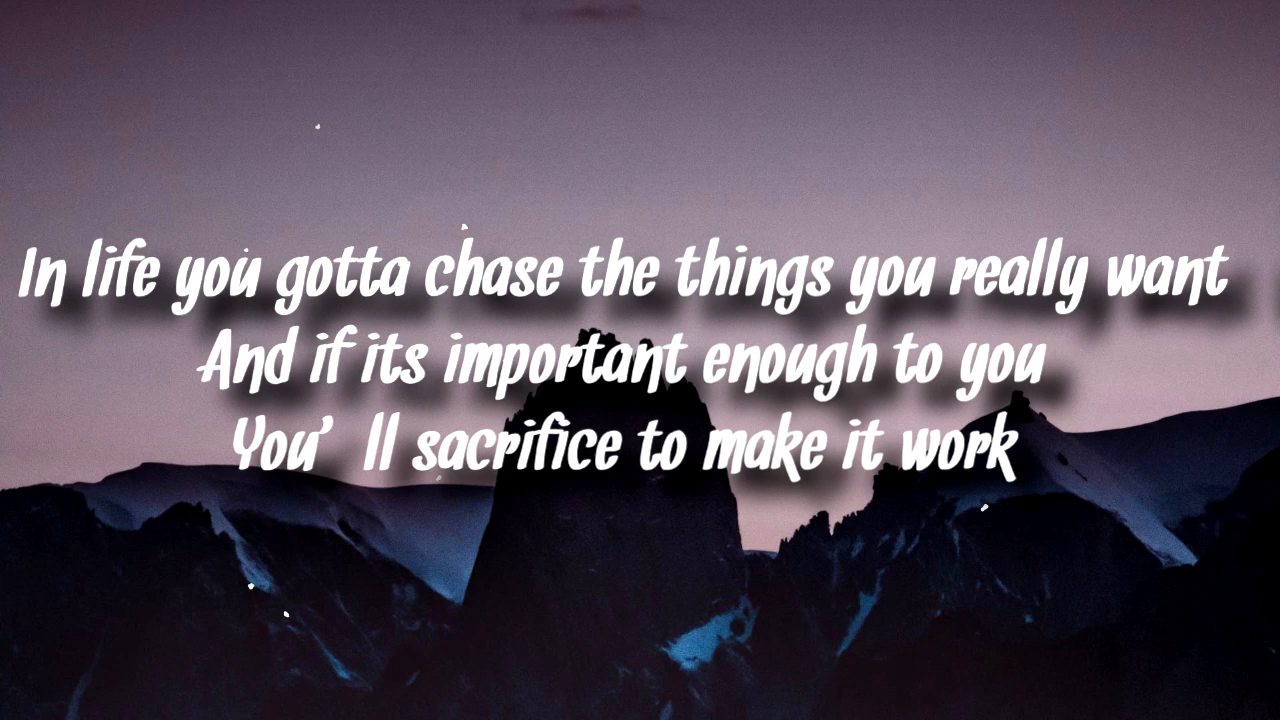 In life you gotta chase the things you really want
And if its important enough to you
You' ll sacrifice to make it work